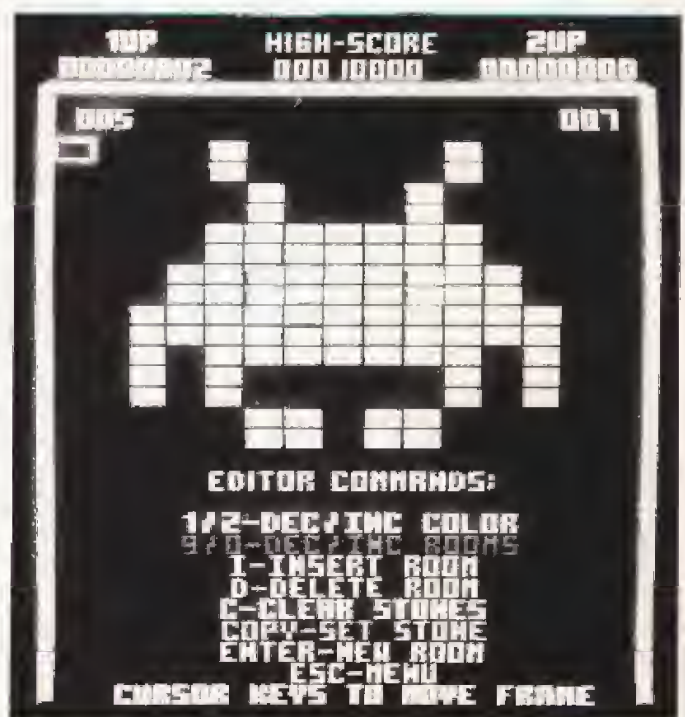 1UP HIGH-SCORE 2UP
00000802 00010000 00000000
005 007
EDITOR COMMANDS:
1/2-DEC/INC COLOR
9/0-DEC/INC ROOMS
I-INSERT ROOM
D-DELETE ROOM
C-CLEAR STONES
COPY-SET STONE
ENTER-NEW ROOM
ESC-MENU
CURSOR KEYS TO MOVE FRAME